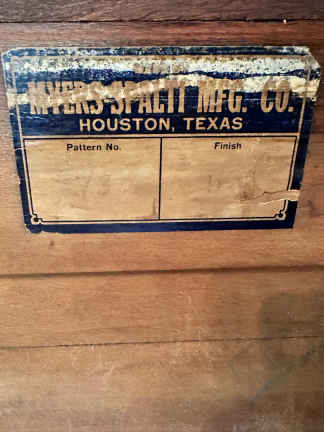 MYERS-SPALTI MFG. CO.
HOUSTON, TEXAS
Pattern No.
Finish